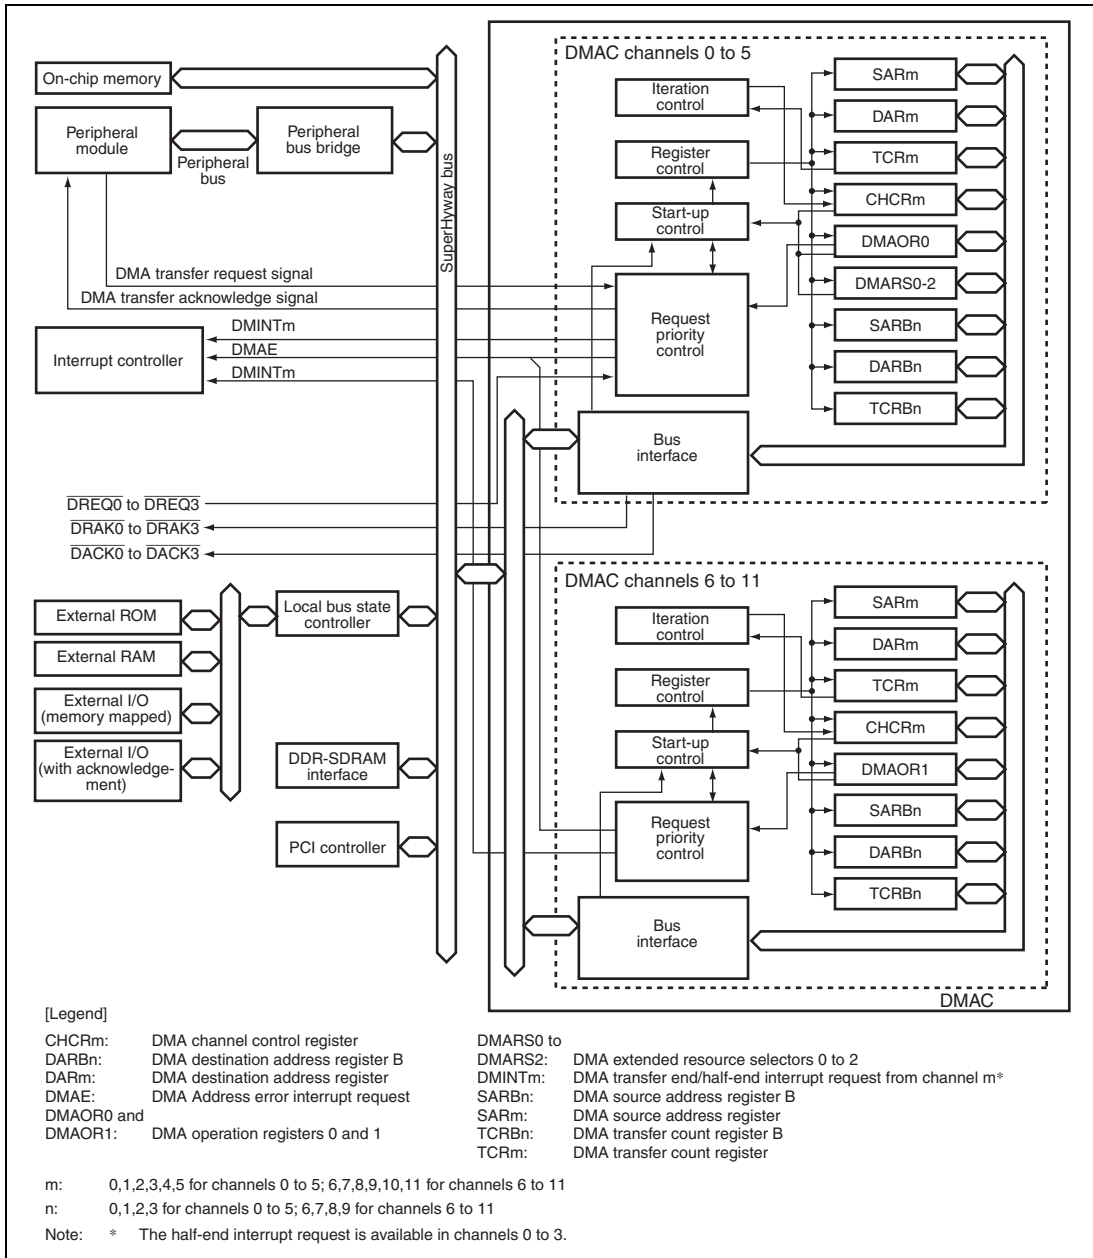 DMAC channels 0 to 5
On-chip memory
Peripheral
module
Peripheral
bus
Peripheral
bus bridge
SuperHyway bus
Iteration
control
Register
control
Start-up
control
Request
priority
control
Bus
interface
SARm
DARm
TCRm
CHCRm
DMAOR0
DMARS0-2
SARBn
DARBn
TCRBn
DMA transfer request signal
DMA transfer acknowledge signal
Interrupt controller
DMINTm
DMAE
DMINTm
DREQ0 to DREQ3
DRAK0 to DRAK3
DACK0 to DACK3
External ROM
External RAM
External I/O
(memory mapped)
External I/O
(with acknowledge-
ment)
Local bus state
controller
DDR-SDRAM
interface
PCI controller
DMAC channels 6 to 11
Iteration
control
Register
control
Start-up
control
Request
priority
control
Bus
interface
SARm
DARm
TCRm
CHCRm
DMAOR1
SARBn
DARBn
TCRBn
DMAC
[Legend]
CHCRm: DMA channel control register
DARBn: DMA destination address register B
DARm: DMA destination address register
DMAE: DMA Address error interrupt request
DMAOR0 and
DMAOR1: DMA operation registers 0 and 1
DMARS0 to
DMARS2: DMA extended resource selectors 0 to 2
DMINTm: DMA transfer end/half-end interrupt request from channel m*
SARBn: DMA source address register B
SARm: DMA source address register
TCRBn: DMA transfer count register B
TCRm: DMA transfer count register
m: 0,1,2,3,4,5 for channels 0 to 5; 6,7,8,9,10,11 for channels 6 to 11
n: 0,1,2,3 for channels 0 to 5; 6,7,8,9 for channels 6 to 11
Note: * The half-end interrupt request is available in channels 0 to 3.